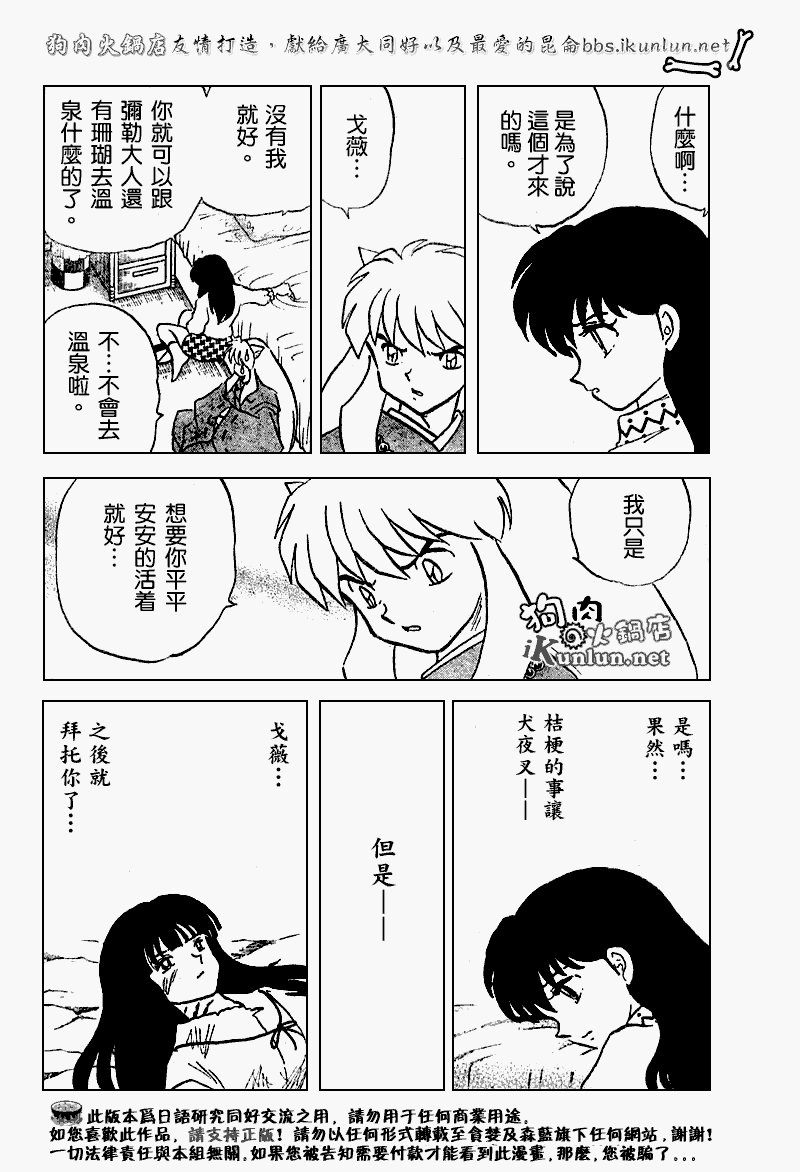 狗肉火鍋店友情打造，獻給廣大同好以及最愛的昆侖bbs.ikunlun.net
什麼啊…
是為了說
這個才來
的嗎。
戈薇…
沒有我
就好。
你就可以跟
彌勒大人還
有珊瑚去溫
泉什麼的了。
不…不會去
溫泉啦。
我只是
想要你平平
安安的活着
就好…
狗肉火鍋店
iKunlun.net
是嗎…
果然…
桔梗的事讓
犬夜叉——
但是——
戈薇…
之後就
拜托你了…
此版本爲日語研究同好交流之用，請勿用于任何商業用途。
如您喜歡此作品，請支持正版！請勿以任何形式轉載至貪婪及森藍旗下任何網站，謝謝！
一切法律責任與本組無關。如果您被告知需要付款才能看到此漫畫，那麼，您被騙了…